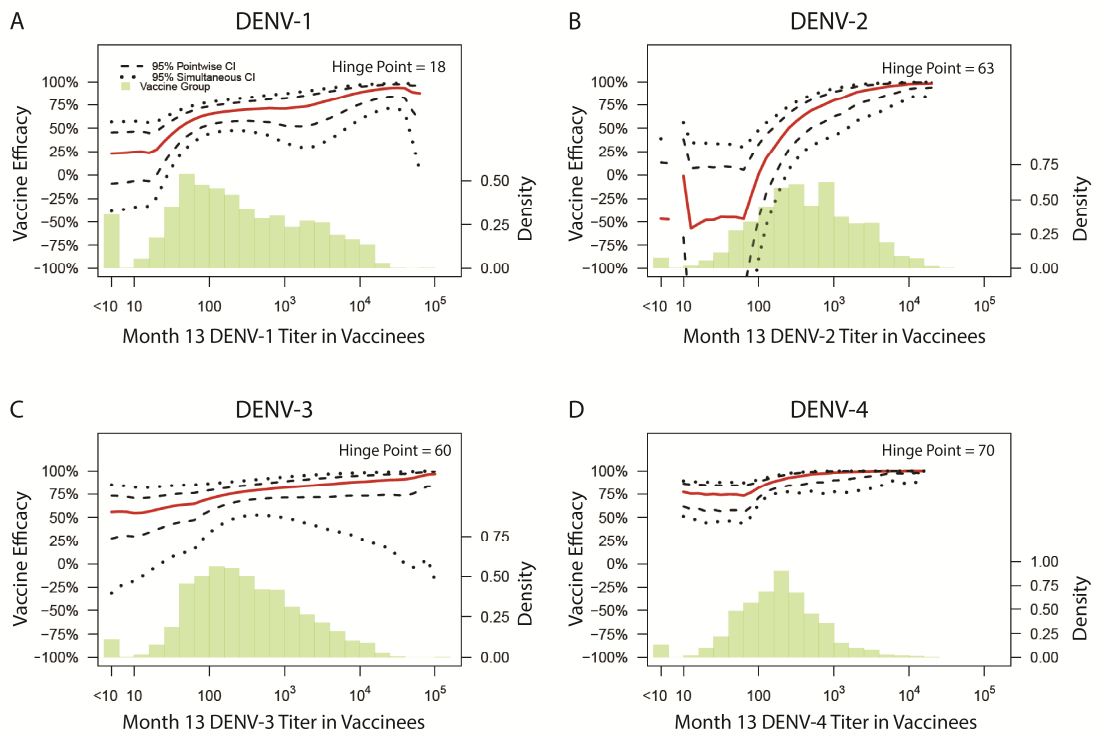 A
DENV-1
95% Pointwise CI
95% Simultaneous CI
Vaccine Group
Hinge Point = 18
100%
75%
50%
25%
0%
−25%
−50%
−75%
−100%
Vaccine Efficacy
0.50
0.25
0.00
Density
<10 10 100 10³ 10⁴ 10⁵
Month 13 DENV-1 Titer in Vaccinees
B
DENV-2
Hinge Point = 63
100%
75%
50%
25%
0%
−25%
−50%
−75%
−100%
Vaccine Efficacy
0.75
0.50
0.25
0.00
Density
<10 10 100 10³ 10⁴ 10⁵
Month 13 DENV-2 Titer in Vaccinees
C
DENV-3
Hinge Point = 60
100%
75%
50%
25%
0%
−25%
−50%
−75%
−100%
Vaccine Efficacy
0.75
0.50
0.25
0.00
Density
<10 10 100 10³ 10⁴ 10⁵
Month 13 DENV-3 Titer in Vaccinees
D
DENV-4
Hinge Point = 70
100%
75%
50%
25%
0%
−25%
−50%
−75%
−100%
Vaccine Efficacy
1.00
0.75
0.50
0.25
0.00
Density
<10 10 100 10³ 10⁴ 10⁵
Month 13 DENV-4 Titer in Vaccinees